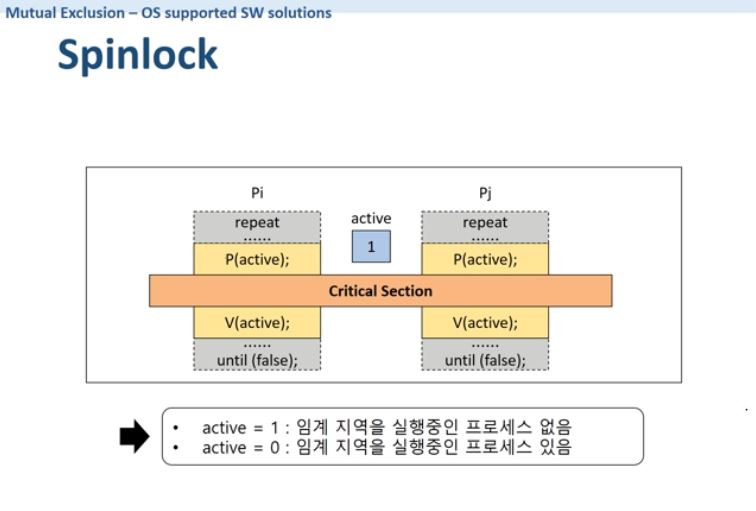 Mutual Exclusion – OS supported SW solutions
Spinlock
Pi
Pj
repeat
......
active
1
repeat
......
P(active);
P(active);
Critical Section
V(active);
V(active);
......
until (false);
......
until (false);
• active = 1 : 임계 지역을 실행중인 프로세스 없음
• active = 0 : 임계 지역을 실행중인 프로세스 있음